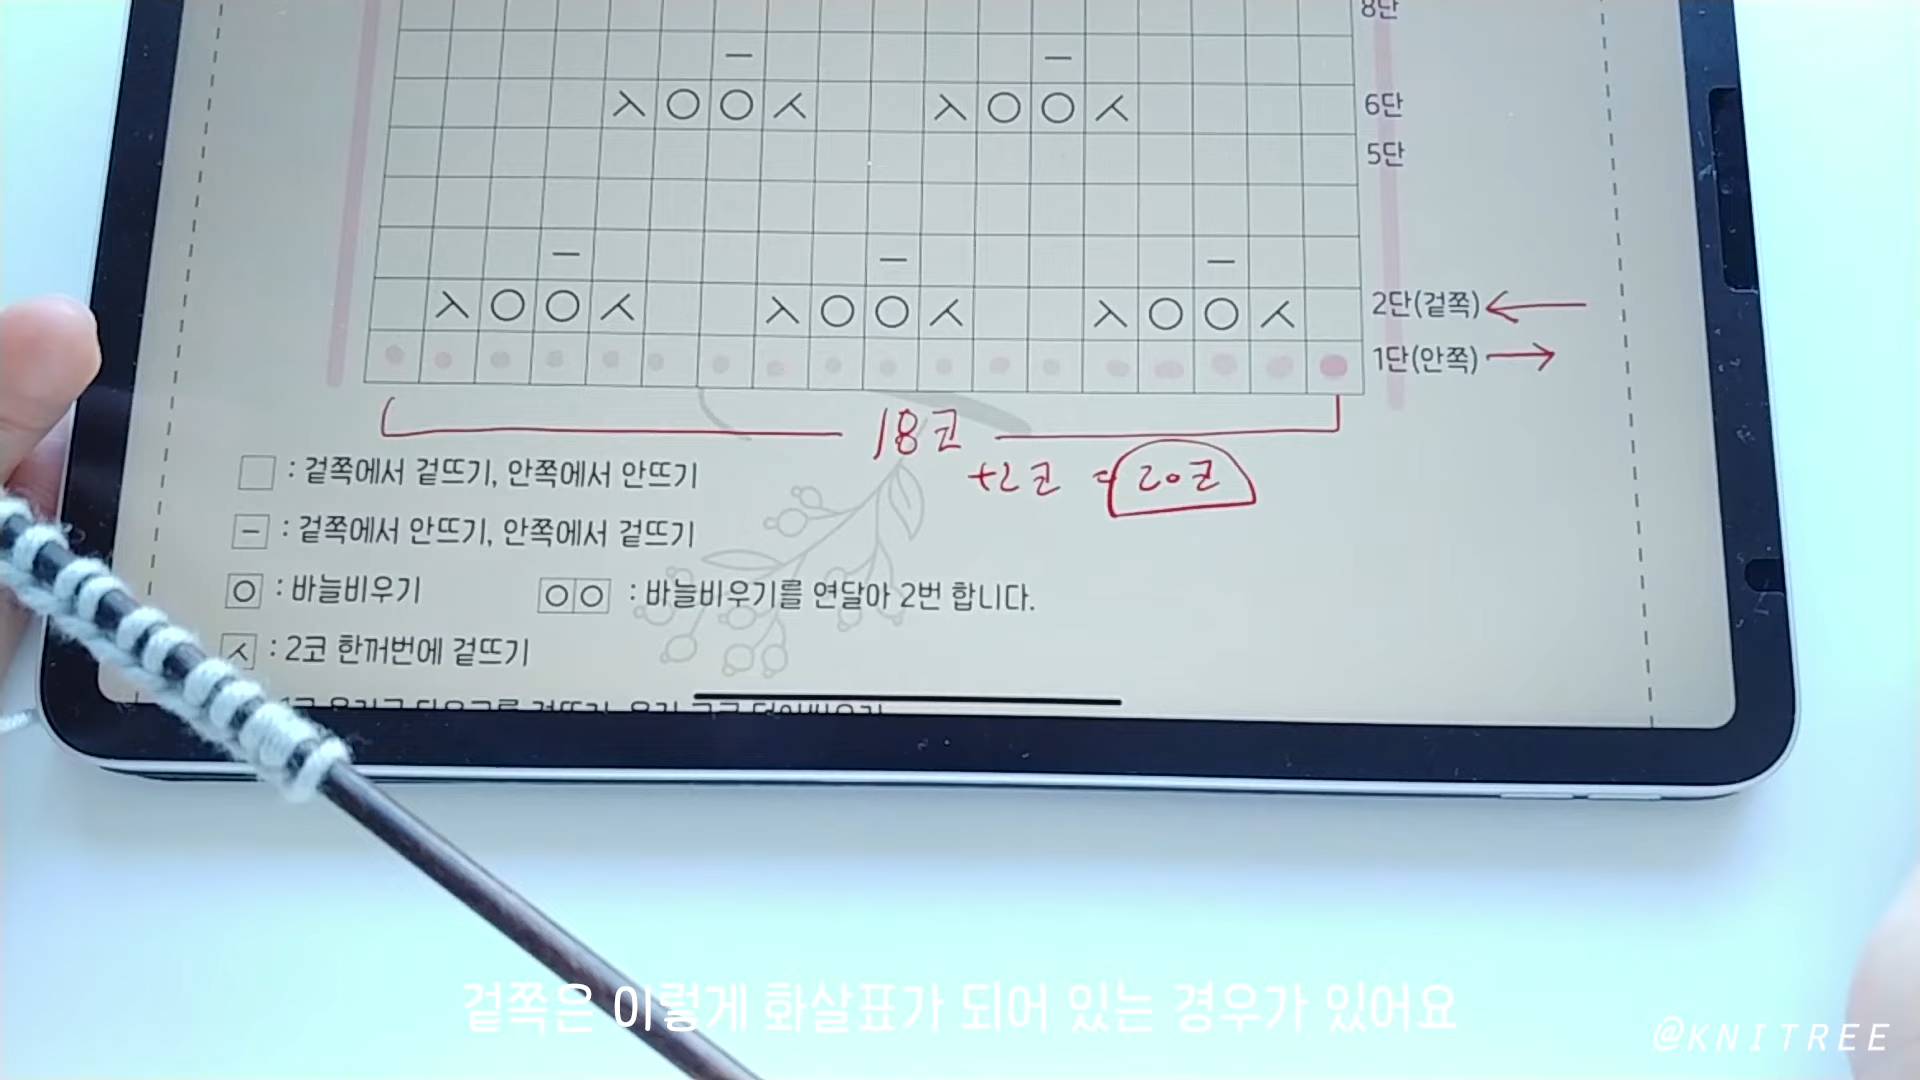 8단
6단
5단
2단(겉쪽)
1단(안쪽)
18코
+2코 = 20코
: 겉쪽에서 겉뜨기, 안쪽에서 안뜨기
: 겉쪽에서 안뜨기, 안쪽에서 겉뜨기
: 바늘비우기
: 바늘비우기를 연달아 2번 합니다.
: 2코 한꺼번에 겉뜨기
겉쪽은 이렇게 화살표가 되어 있는 경우가 있어요
@KNITREE